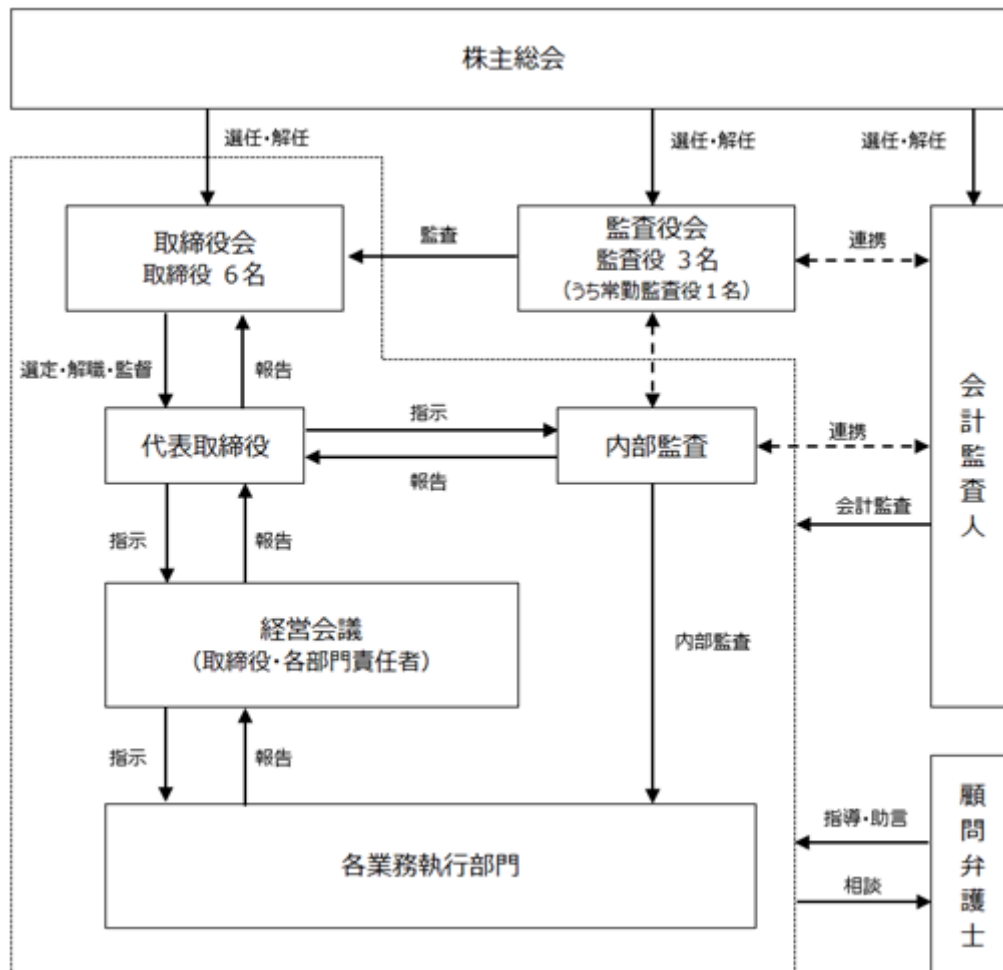 株主総会
選任・解任
選任・解任
選任・解任
取締役会
取締役 6名
監査
監査役会
監査役 3名
(うち常勤監査役1名)
連携
選定・解職・監督
報告
代表取締役
指示
報告
内部監査
連携
会計監査人
会計監査
指示
報告
経営会議
(取締役・各部門責任者)
内部監査
指示
報告
各業務執行部門
指導・助言
相談
顧問弁護士